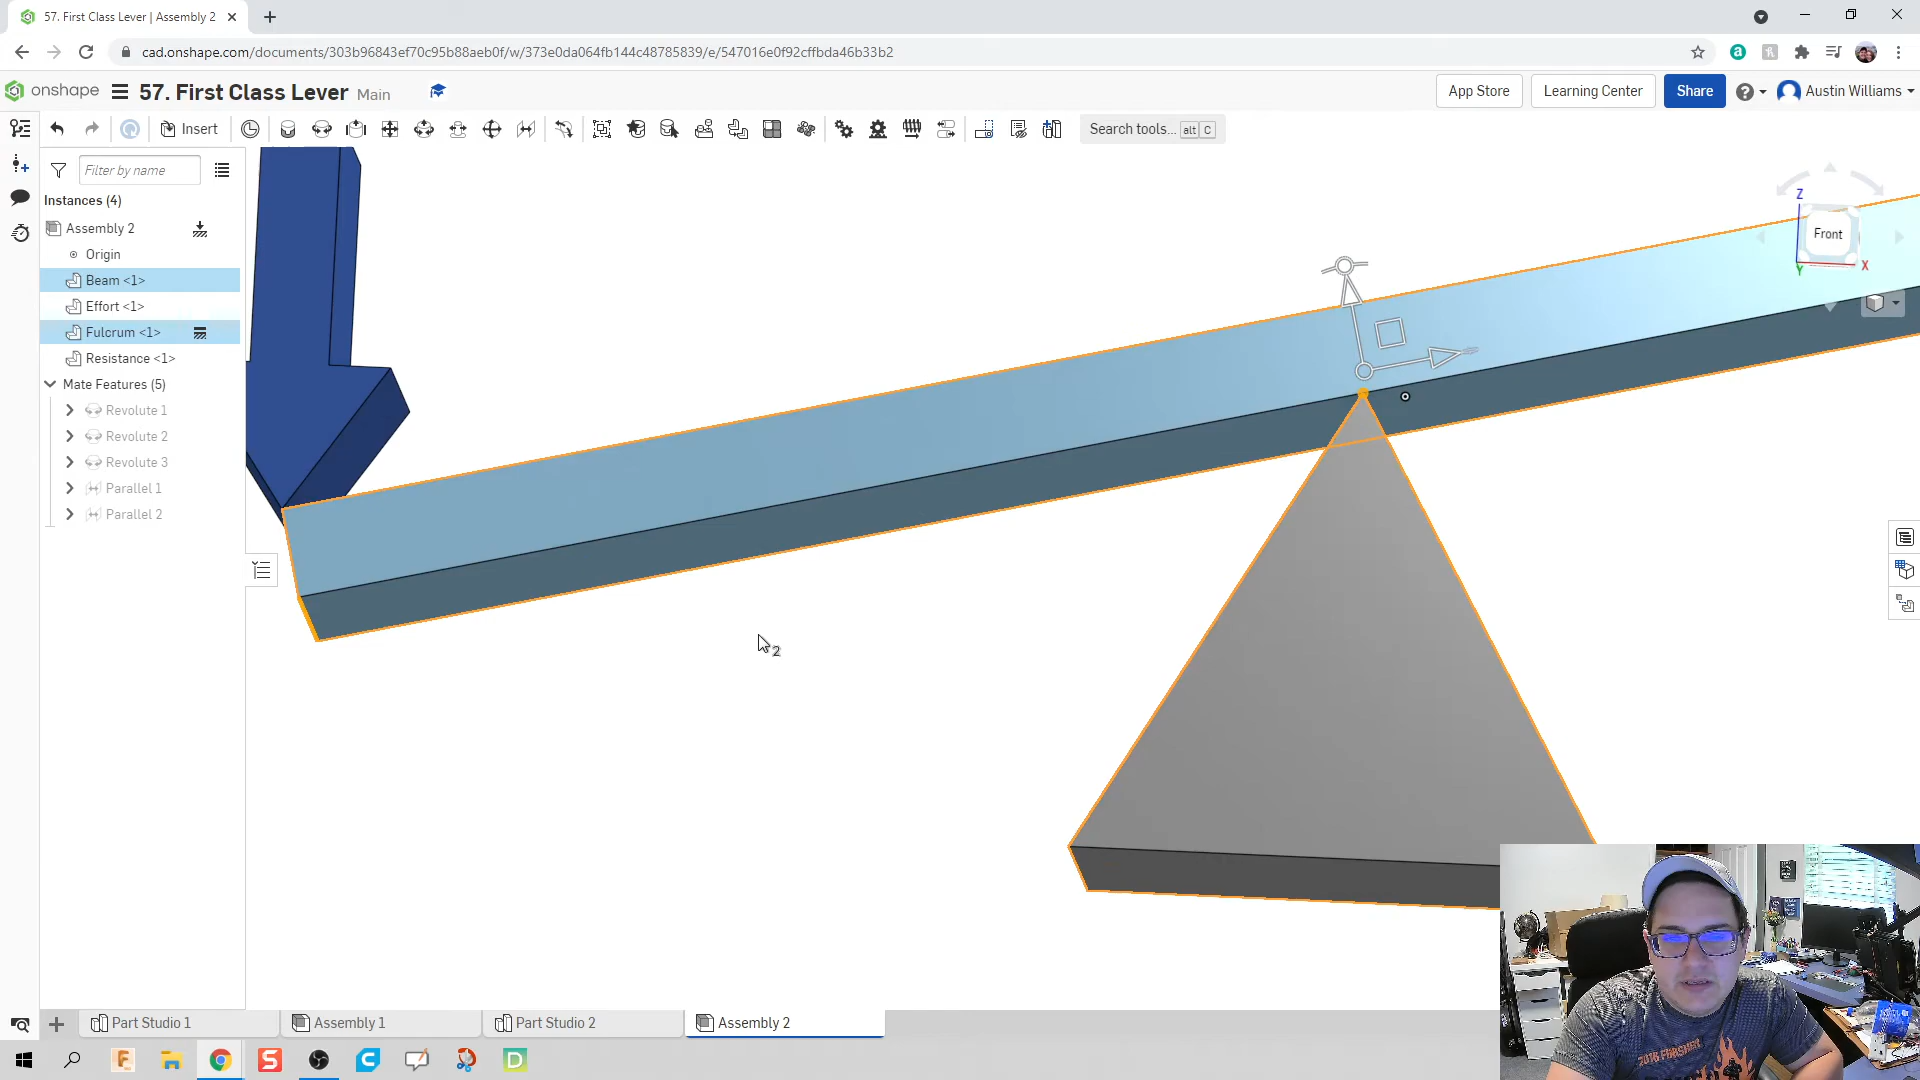 57. First Class Lever | Assembly 2
cad.onshape.com/documents/303b96843ef70c95b88aeb0f/w/373e0da064fb144c48785839/e/547016e0f92cffbda46b33b2
onshape
57. First Class Lever Main
App Store
Learning Center
Share
Austin Williams
Insert
Search tools... alt C
Filter by name
Instances (4)
Assembly 2
Origin
Beam <1>
Effort <1>
Fulcrum <1>
Resistance <1>
Mate Features (5)
Revolute 1
Revolute 2
Revolute 3
Parallel 1
Parallel 2
Z
Front
Y
X
2
Part Studio 1
Assembly 1
Part Studio 2
Assembly 2
2016 FINISHER